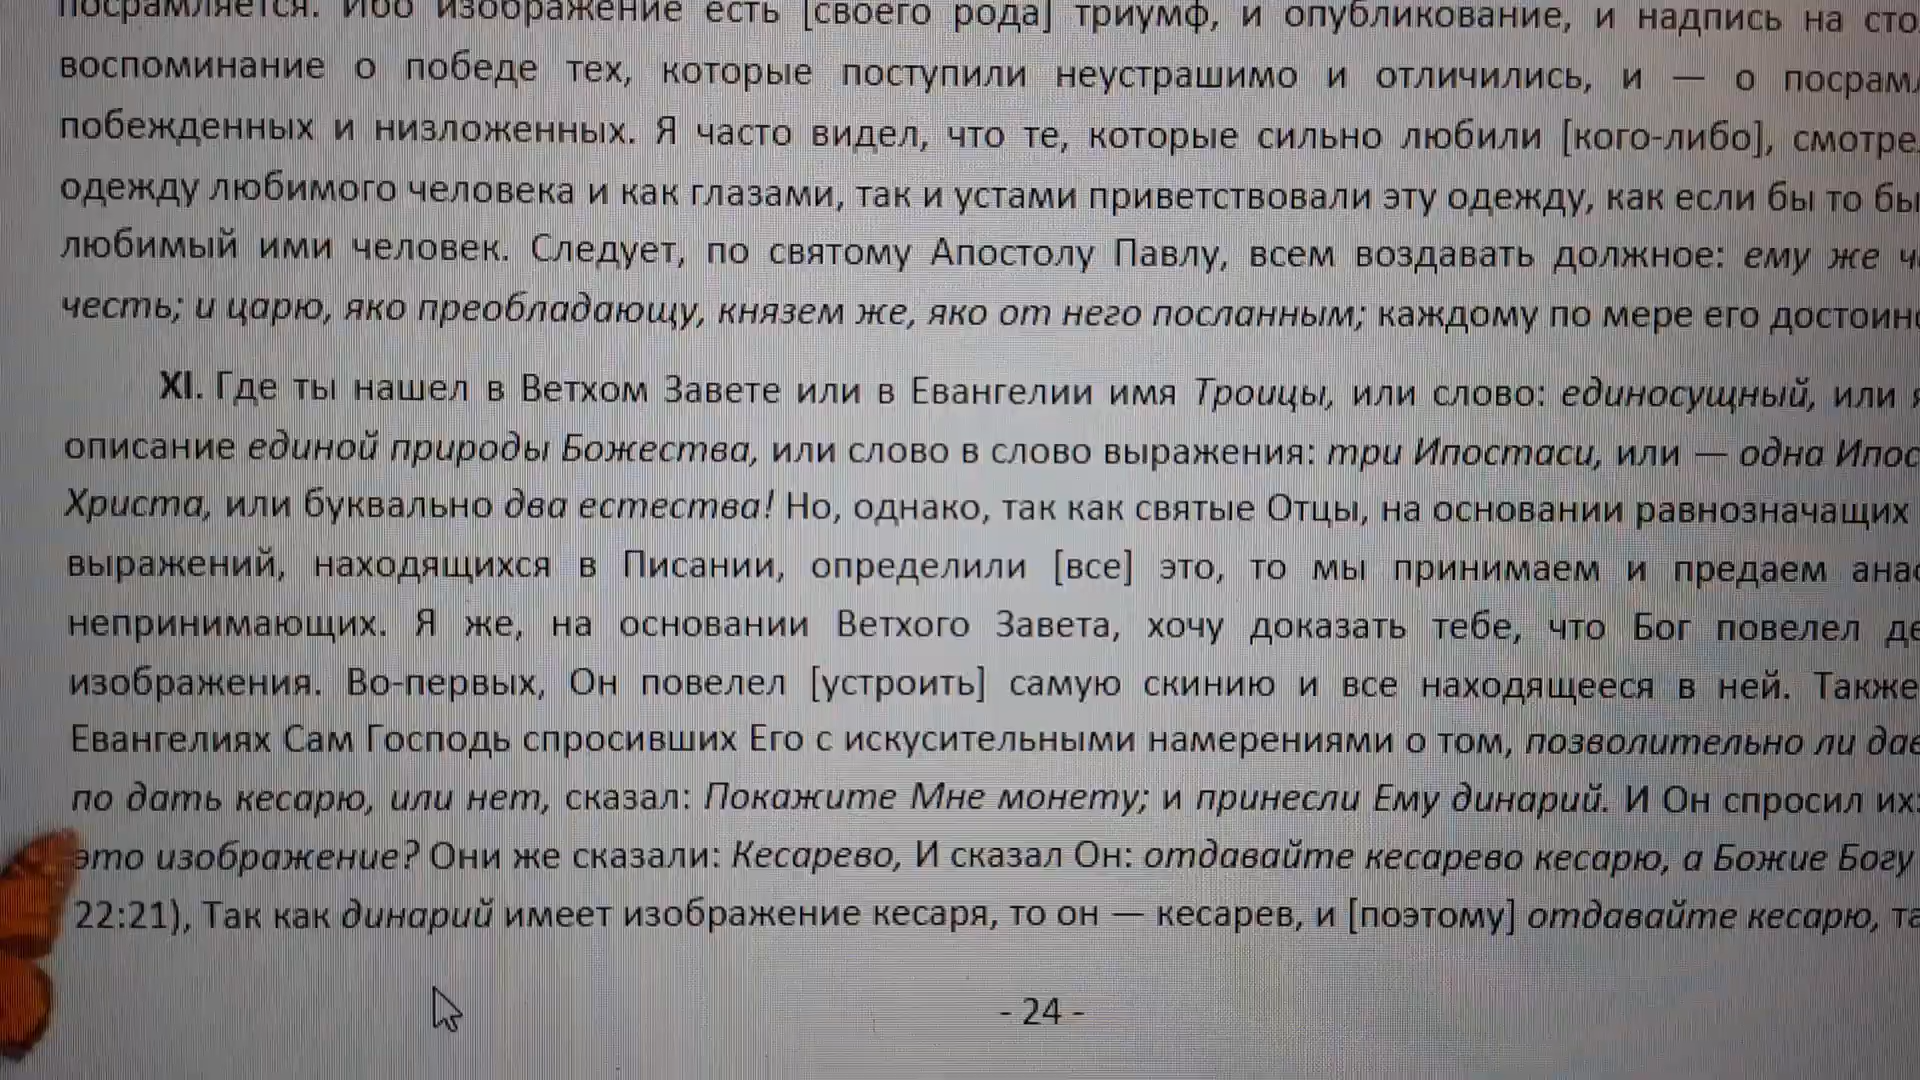 посрамляется. Ибо изображение есть [своего рода] триумф, и опубликование, и надпись на
воспоминание о победе тех, которые поступили неустрашимо и отличились, и — о
побежденных и низложенных. Я часто видел, что те, которые сильно любили [кого-либо],
одежду любимого человека и как глазами, так и устами приветствовали эту одежду, как если бы то
любимый ими человек. Следует, по святому Апостолу Павлу, всем воздавать должное: ему же
честь; и царю, яко преобладающу, князем же, яко от него посланным; каждому по мере его
XI. Где ты нашел в Ветхом Завете или в Евангелии имя Троицы, или слово: единосущный, или
описание единой природы Божества, или слово в слово выражения: три Ипостаси, или — одна
Христа, или буквально два естества! Но, однако, так как святые Отцы, на основании равнозначащих
выражений, находящихся в Писании, определили [все] это, то мы принимаем и предаем
непринимающих. Я же, на основании Ветхого Завета, хочу доказать тебе, что Бог повелел
изображения. Во-первых, Он повелел [устроить] самую скинию и все находящееся в ней. Также
Евангелиях Сам Господь спросивших Его с искусительными намерениями о том, позволительно ли
по дать кесарю, или нет, сказал: Покажите Мне монету; и принесли Ему динарий. И Он спросил их:
это изображение? Они же сказали: Кесарево, И сказал Он: отдавайте кесарево кесарю, а Божие Богу
22:21), Так как динарий имеет изображение кесаря, то он — кесарев, и [поэтому] отдавайте кесарю,
- 24 -